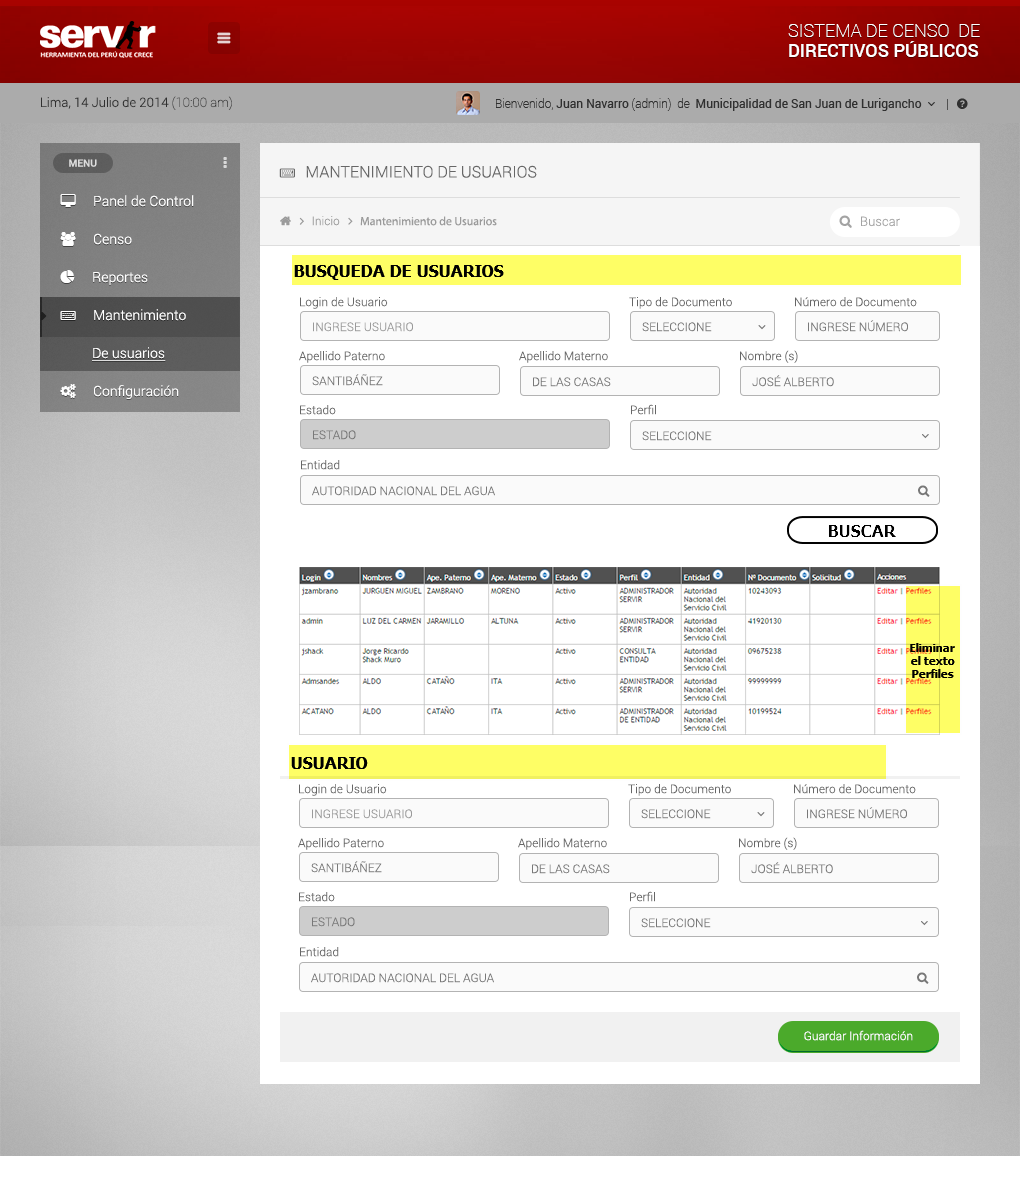 servir
HERRAMIENTA DEL PERÚ QUE CRECE
SISTEMA DE CENSO DE
DIRECTIVOS PÚBLICOS
Lima, 14 Julio de 2014 (10:00 am)
Bienvenido, Juan Navarro (admin) de Municipalidad de San Juan de Lurigancho | ?
MENU
Panel de Control
Censo
Reportes
Mantenimiento
De usuarios
Configuración
MANTENIMIENTO DE USUARIOS
Inicio > Mantenimiento de Usuarios
Buscar
BUSQUEDA DE USUARIOS
Login de Usuario Tipo de Documento Número de Documento
INGRESE USUARIO SELECCIONE INGRESE NÚMERO
Apellido Paterno Apellido Materno Nombre (s)
SANTIBÁÑEZ DE LAS CASAS JOSÉ ALBERTO
Estado Perfil
ESTADO SELECCIONE
Entidad
AUTORIDAD NACIONAL DEL AGUA
BUSCAR
Login Nombres Ape. Paterno Ape. Materno Estado Perfil Entidad Nº Documento Solicitud Acciones
jzambrano JURGUEN MIGUEL ZAMBRANO MORENO Activo ADMINISTRADOR SERVIR Autoridad Nacional del Servicio Civil 10243093 Editar | Perfiles
admin LUZ DEL CARMEN JARAMILLO ALTUNA Activo ADMINISTRADOR SERVIR Autoridad Nacional del Servicio Civil 41920130 Editar | Perfiles
jshack Jorge Ricardo Shack Muro Activo CONSULTA ENTIDAD Autoridad Nacional del Servicio Civil 09675238 Editar | Perfiles
Admsandes ALDO CATAÑO ITA Activo ADMINISTRADOR SERVIR Autoridad Nacional del Servicio Civil 99999999 Editar | Perfiles
ACATANO ALDO CATAÑO ITA Activo ADMINISTRADOR DE ENTIDAD Autoridad Nacional del Servicio Civil 10199524 Editar | Perfiles
Eliminar
el texto
Perfiles
USUARIO
Login de Usuario Tipo de Documento Número de Documento
INGRESE USUARIO SELECCIONE INGRESE NÚMERO
Apellido Paterno Apellido Materno Nombre (s)
SANTIBÁÑEZ DE LAS CASAS JOSÉ ALBERTO
Estado Perfil
ESTADO SELECCIONE
Entidad
AUTORIDAD NACIONAL DEL AGUA
Guardar Información